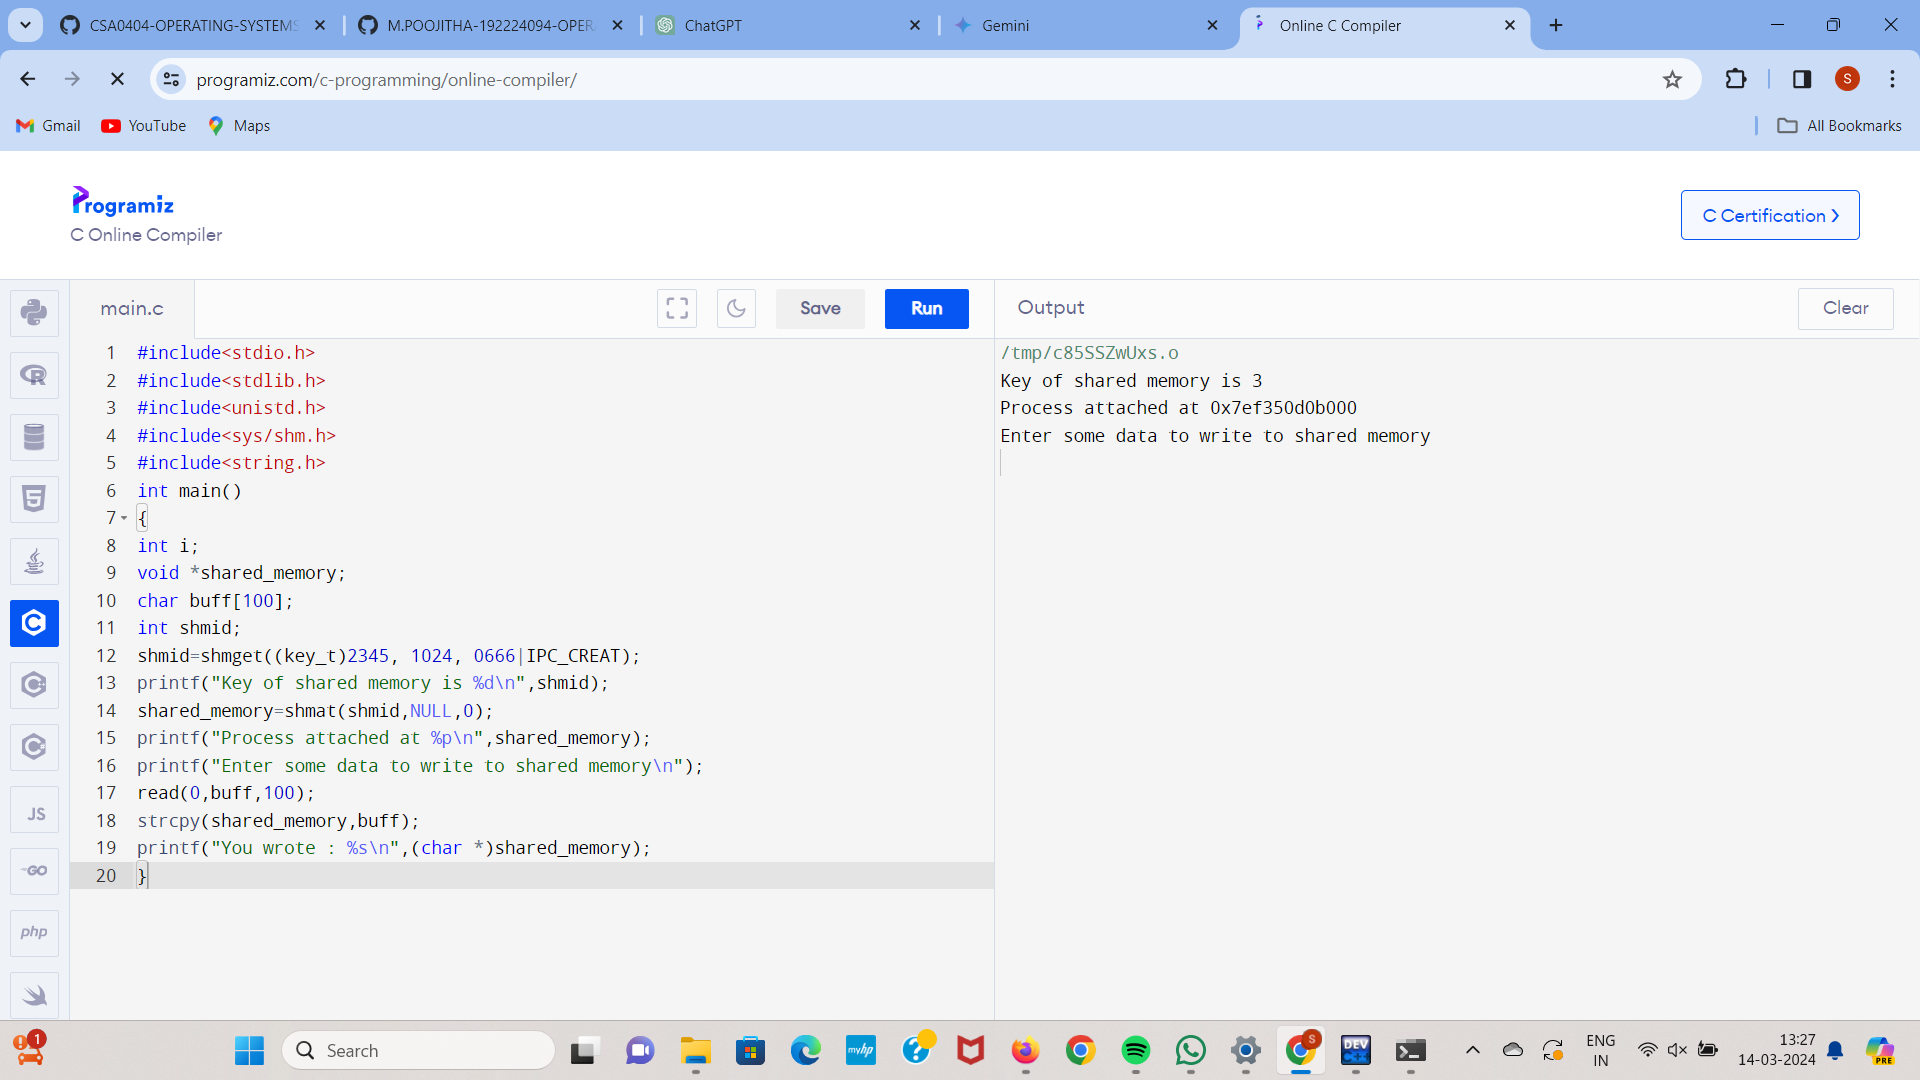 CSA0404-OPERATING-SYSTEMS
M.POOJITHA-192224094-OPER
ChatGPT
Gemini
Online C Compiler
programiz.com/c-programming/online-compiler/
S
Gmail
YouTube
Maps
All Bookmarks
Programiz
C Online Compiler
C Certification
main.c
Save
Run
Output
Clear
1 #include<stdio.h>
2 #include<stdlib.h>
3 #include<unistd.h>
4 #include<sys/shm.h>
5 #include<string.h>
6 int main()
7 {
8 int i;
9 void *shared_memory;
10 char buff[100];
11 int shmid;
12 shmid=shmget((key_t)2345, 1024, 0666|IPC_CREAT);
13 printf("Key of shared memory is %d\n",shmid);
14 shared_memory=shmat(shmid,NULL,0);
15 printf("Process attached at %p\n",shared_memory);
16 printf("Enter some data to write to shared memory\n");
17 read(0,buff,100);
18 strcpy(shared_memory,buff);
19 printf("You wrote : %s\n",(char *)shared_memory);
20 }
/tmp/c85SSZwUxs.o
Key of shared memory is 3
Process attached at 0x7ef350d0b000
Enter some data to write to shared memory
R
5
C
JS
GO
php
1
Search
myhp
S
DEV
C++
ENG
IN
13:27
14-03-2024
PRE